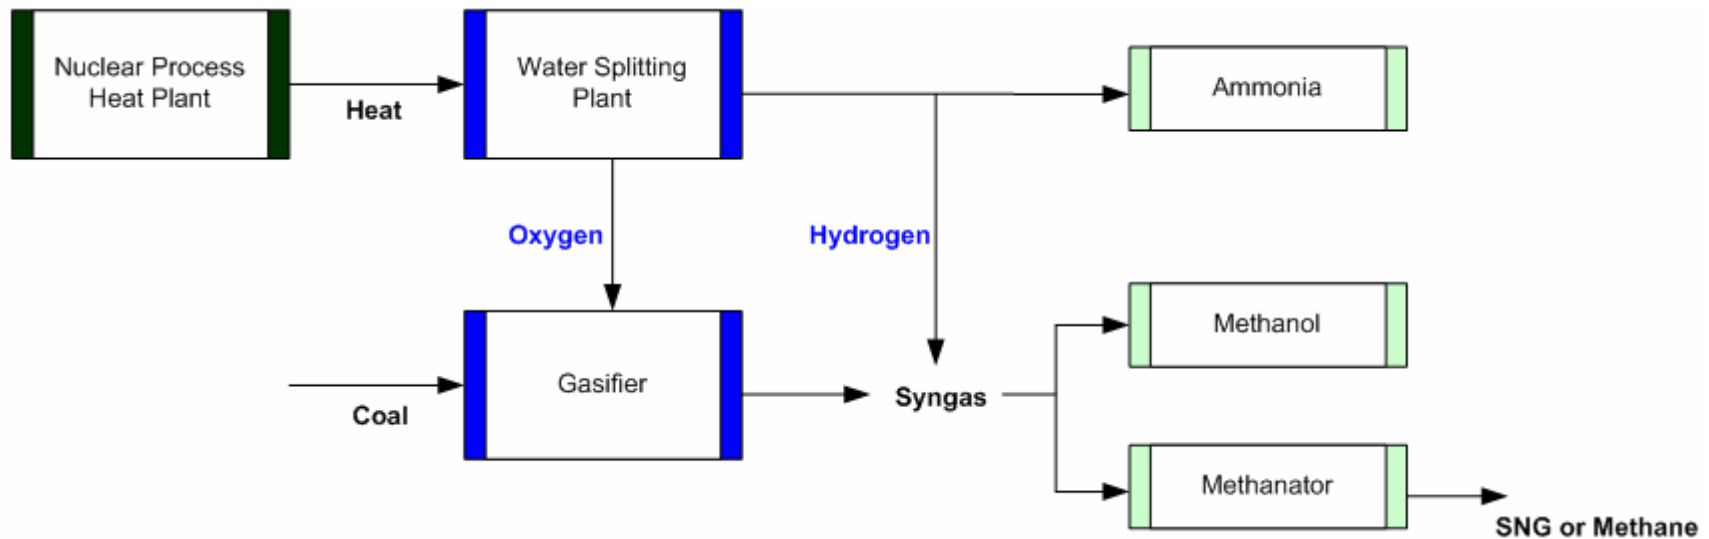 Nuclear Process
Heat Plant
Heat
Water Splitting
Plant
Ammonia
Oxygen
Hydrogen
Coal
Gasifier
Syngas
Methanol
Methanator
SNG or Methane